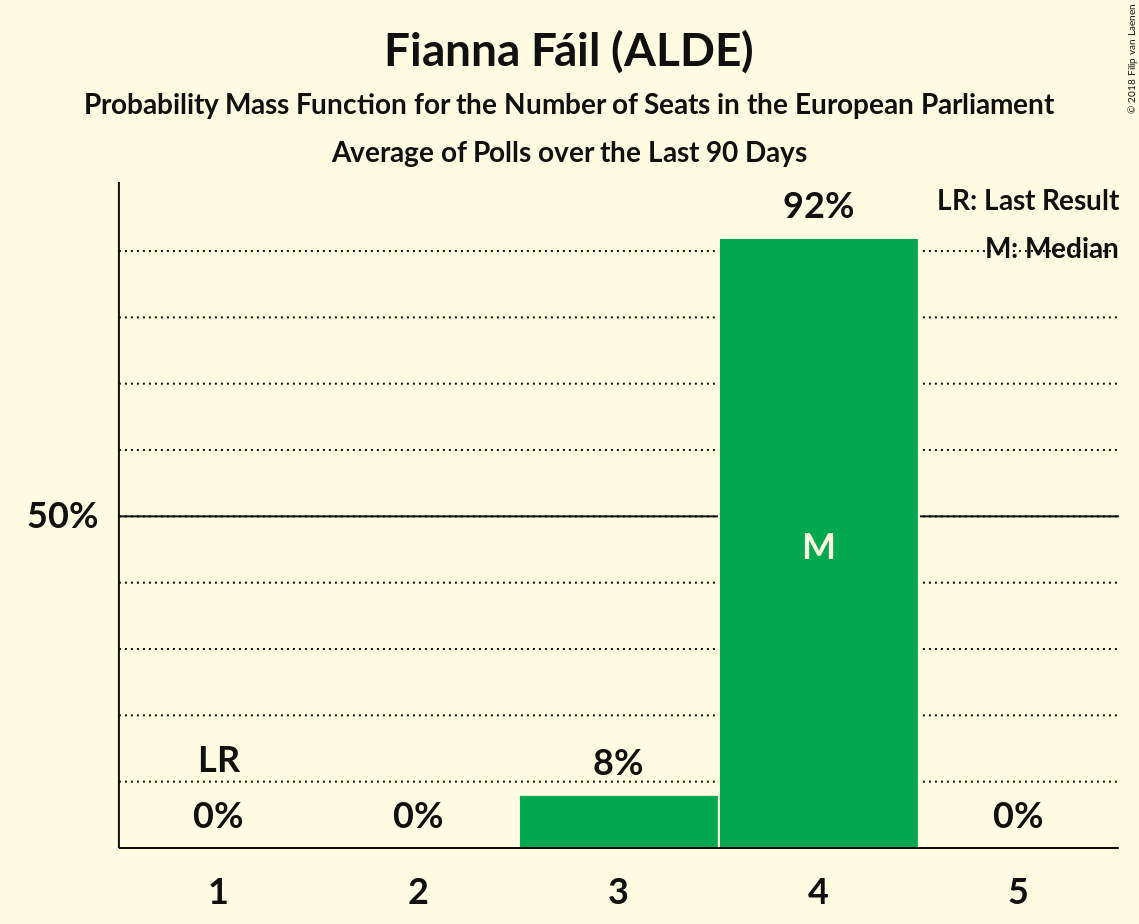 Fianna Fáil (ALDE)
Probability Mass Function for the Number of Seats in the European Parliament
Average of Polls over the Last 90 Days
© 2018 Filip van Laenen
LR: Last Result
M: Median
92%
50%
M
LR
8%
0%
0%
0%
1
2
3
4
5